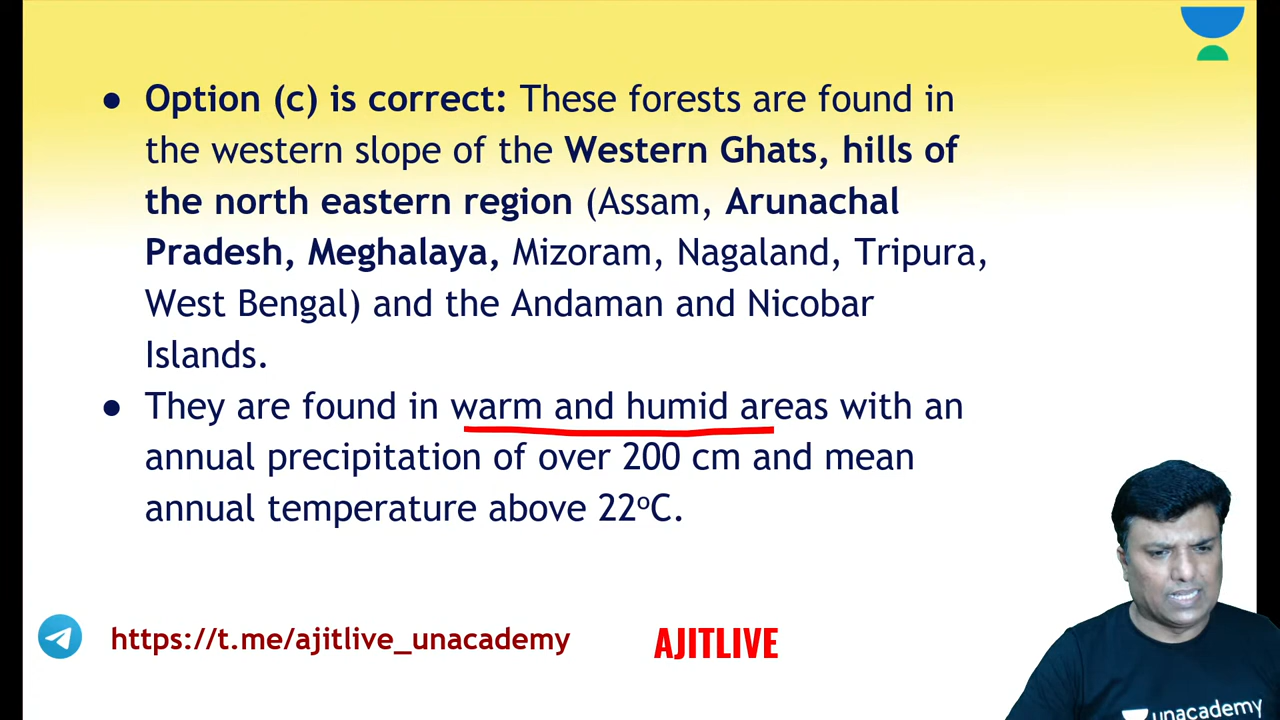 ● Option (c) is correct: These forests are found in
the western slope of the Western Ghats, hills of
the north eastern region (Assam, Arunachal
Pradesh, Meghalaya, Mizoram, Nagaland, Tripura,
West Bengal) and the Andaman and Nicobar
Islands.
● They are found in warm and humid areas with an
annual precipitation of over 200 cm and mean
annual temperature above 22ºC.
https://t.me/ajitlive_unacademy
AJITLIVE
unacademy